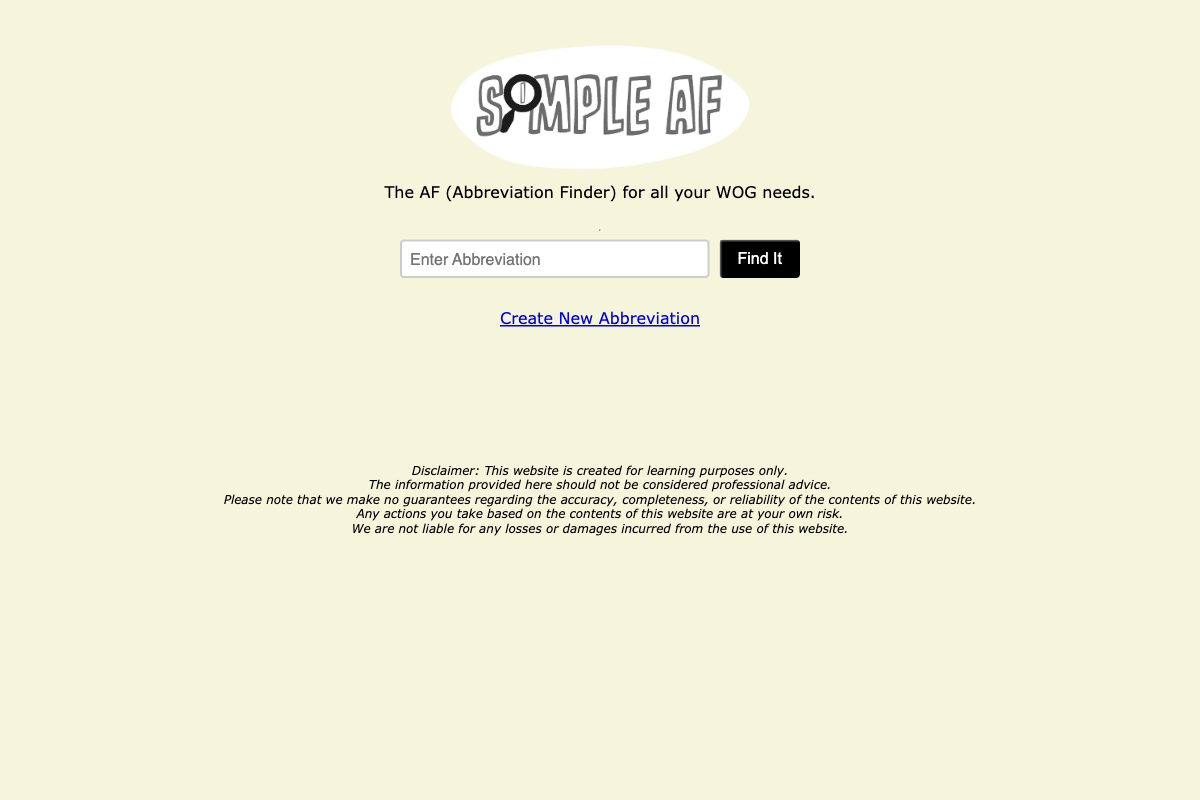 SIMPLE AF
The AF (Abbreviation Finder) for all your WOG needs.
Enter Abbreviation
Find It
Create New Abbreviation
Disclaimer: This website is created for learning purposes only.
The information provided here should not be considered professional advice.
Please note that we make no guarantees regarding the accuracy, completeness, or reliability of the contents of this website.
Any actions you take based on the contents of this website are at your own risk.
We are not liable for any losses or damages incurred from the use of this website.